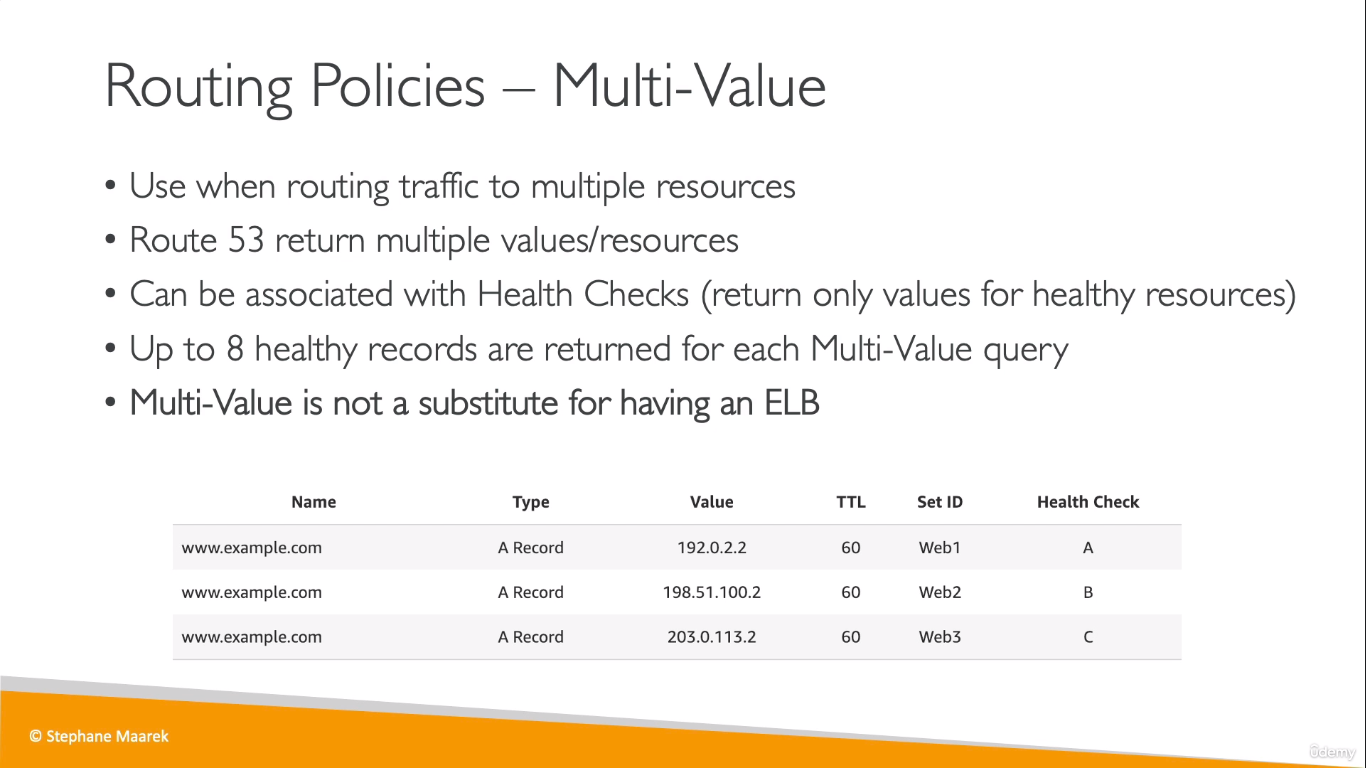 Routing Policies – Multi-Value
• Use when routing traffic to multiple resources
• Route 53 return multiple values/resources
• Can be associated with Health Checks (return only values for healthy resources)
• Up to 8 healthy records are returned for each Multi-Value query
• Multi-Value is not a substitute for having an ELB
Name Type Value TTL Set ID Health Check
www.example.com A Record 192.0.2.2 60 Web1 A
www.example.com A Record 198.51.100.2 60 Web2 B
www.example.com A Record 203.0.113.2 60 Web3 C
© Stephane Maarek
ûdemy